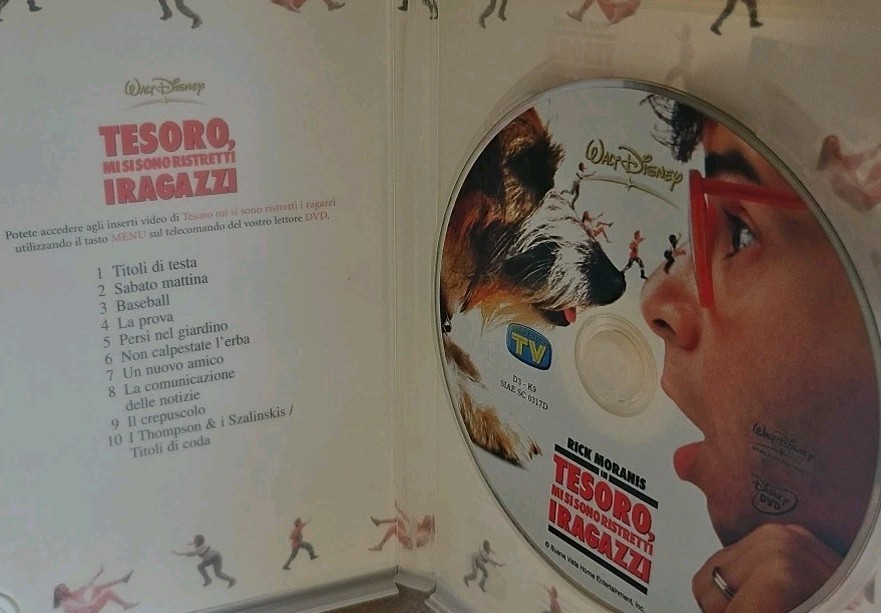 WALT DISNEY
TESORO,
MI SI SONO RISTRETTI
I RAGAZZI
Potete accedere agli inserti video di Tesoro mi si sono ristretti i ragazzi
utilizzando il tasto MENU sul telecomando del vostro lettore DVD.
1 Titoli di testa
2 Sabato mattina
3 Baseball
4 La prova
5 Persi nel giardino
6 Non calpestate l'erba
7 Un nuovo amico
8 La comunicazione
delle notizie
9 Il crepuscolo
10 I Thompson & i Szalinskis /
Titoli di coda
WALT DISNEY
TV
D3 - K9
SIAE SC 0317D
RICK MORANIS
IN
TESORO,
MI SI SONO RISTRETTI
I RAGAZZI
© Buena Vista Home Entertainment, Inc.
WALT DISNEY
DISNEY
DVD